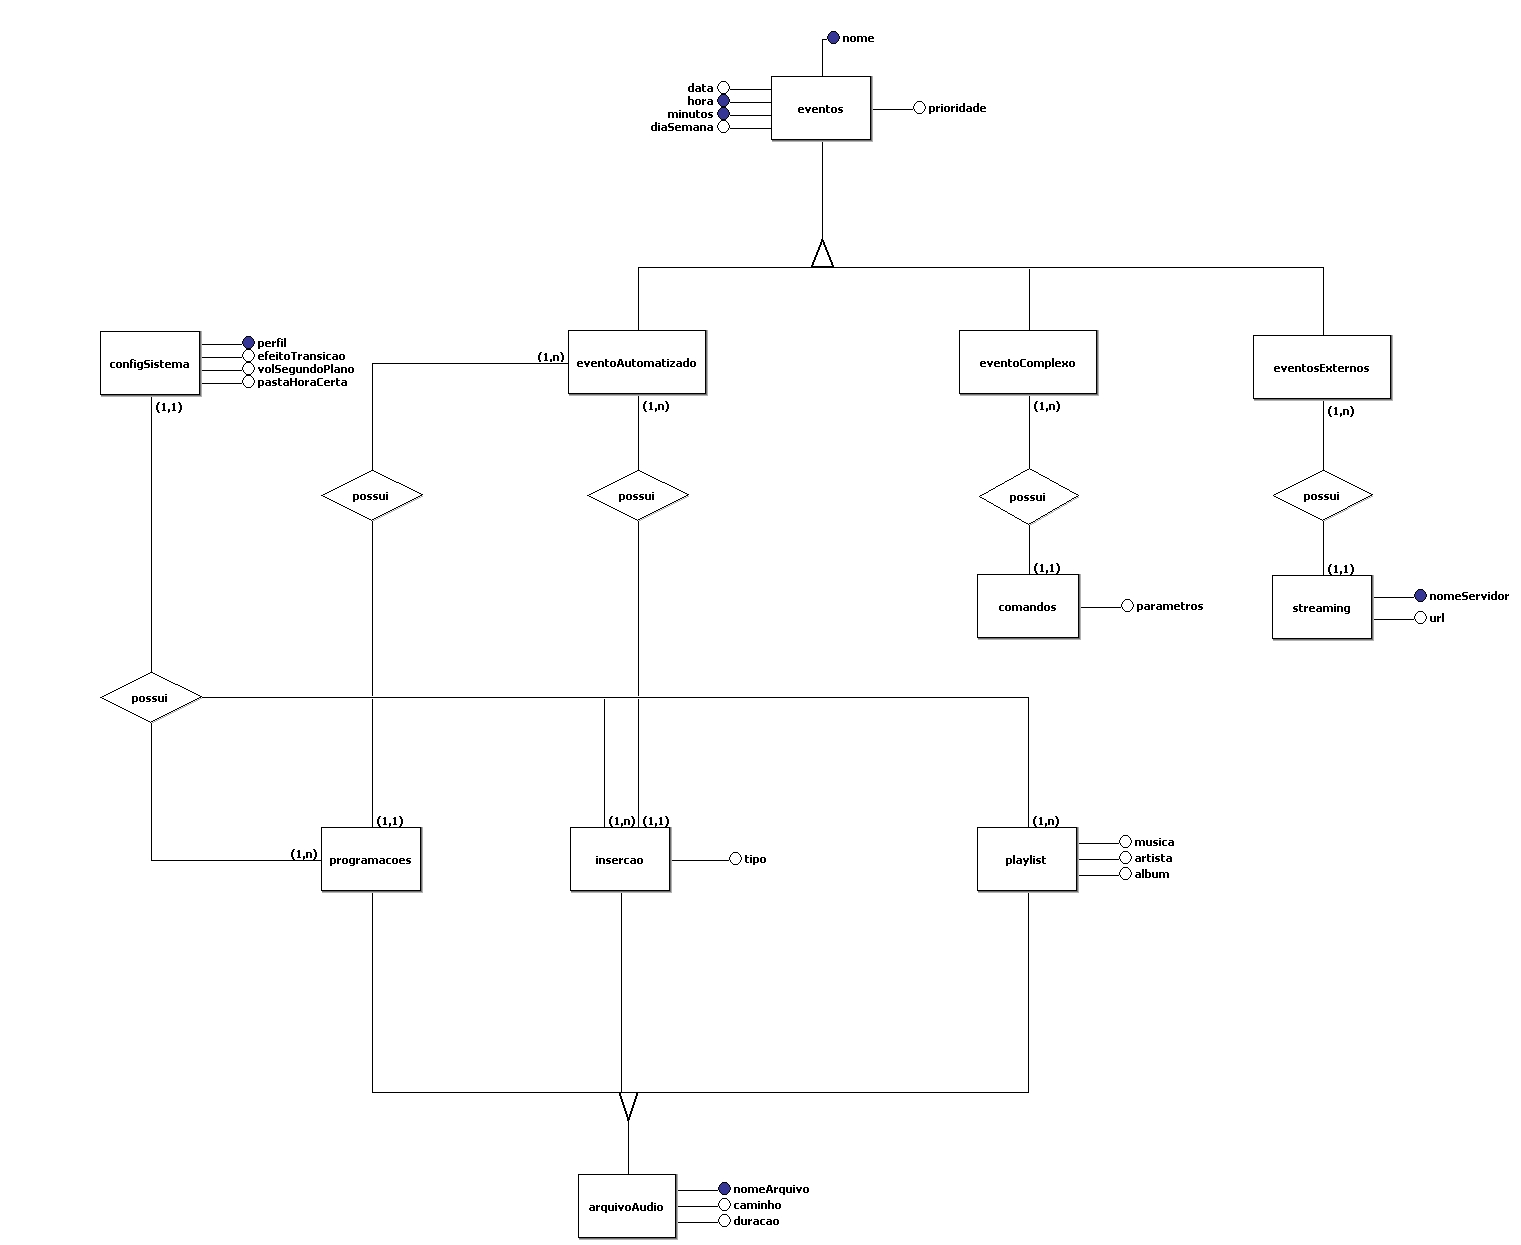 nome
data
hora
minutos
diaSemana
eventos
prioridade
configSistema
perfil
efeitoTransicao
volSegundoPlano
pastaHoraCerta
(1,1)
(1,n)
eventoAutomatizado
(1,n)
eventoComplexo
(1,n)
eventosExternos
(1,n)
possui
possui
possui
possui
(1,1)
comandos
parametros
(1,1)
streaming
nomeServidor
url
possui
(1,1)
(1,n)
programacoes
(1,n) (1,1)
insercao
tipo
(1,n)
playlist
musica
artista
album
arquivoAudio
nomeArquivo
caminho
duracao